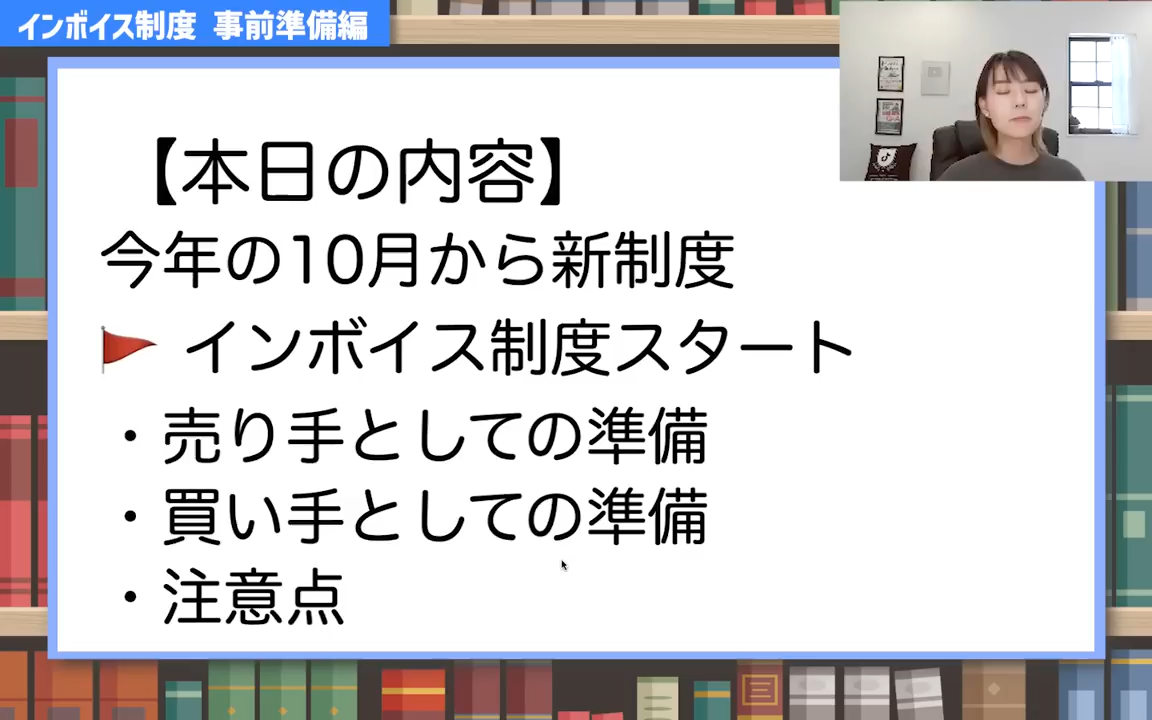 インボイス制度 事前準備編
【本日の内容】
今年の10月から新制度
🚩 インボイス制度スタート
・売り手としての準備
・買い手としての準備
・注意点